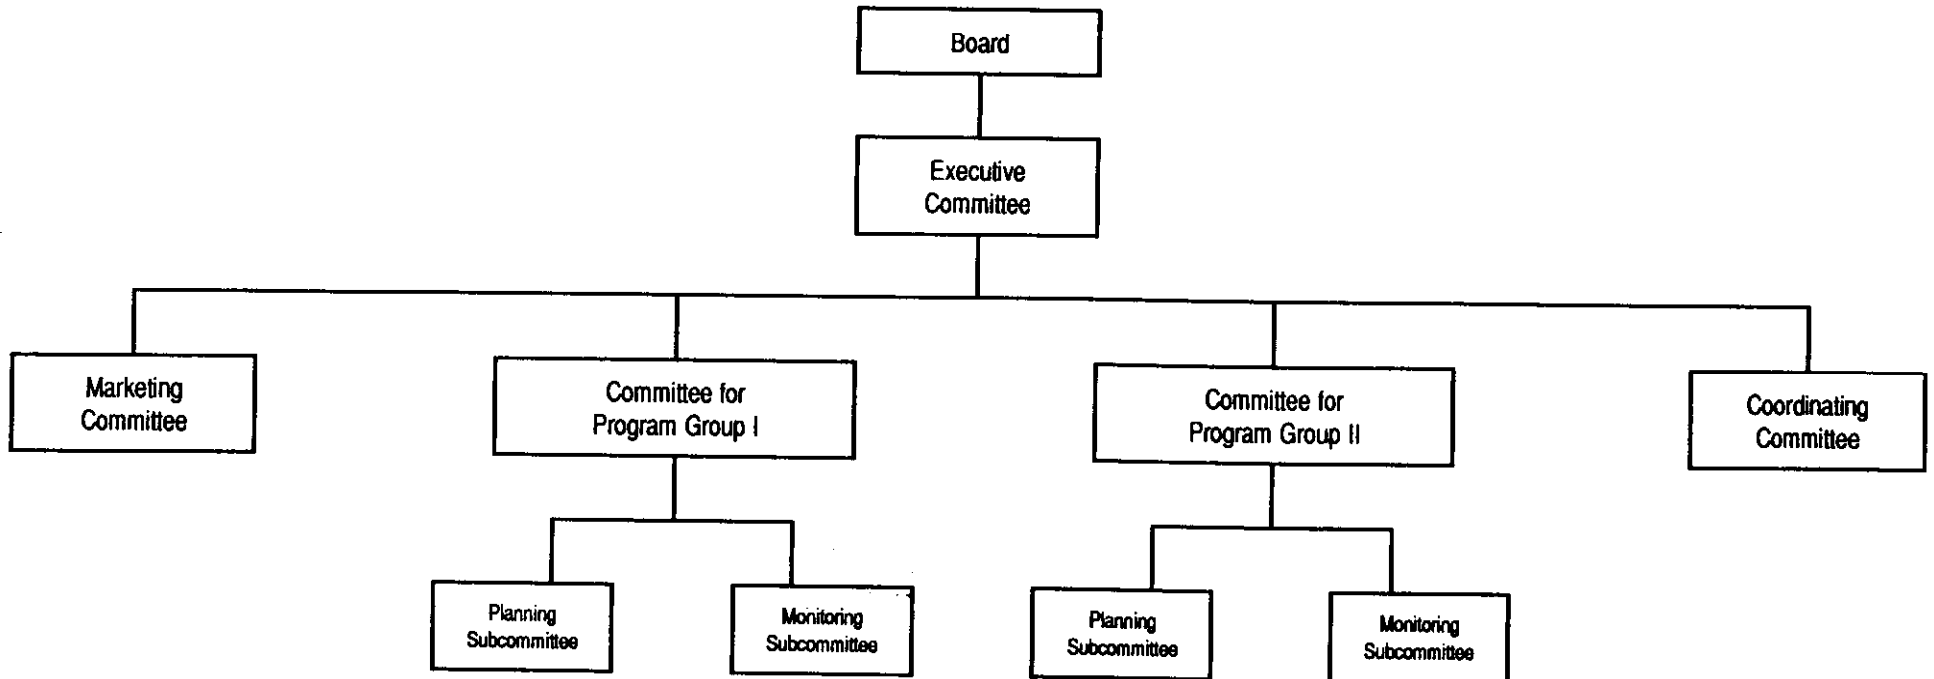 Board
Executive
Committee
Marketing
Committee
Committee for
Program Group I
Committee for
Program Group II
Coordinating
Committee
Planning
Subcommittee
Monitoring
Subcommittee
Planning
Subcommittee
Monitoring
Subcommittee